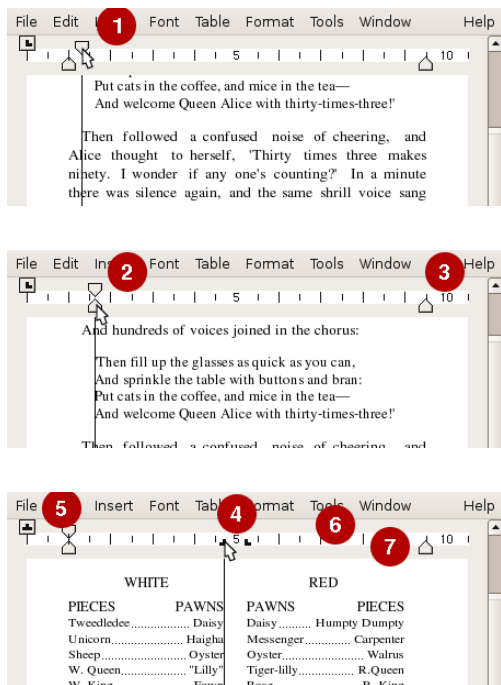 File Edit 1 Font Table Format Tools Window Help
5 10
Put cats in the coffee, and mice in the tea—
And welcome Queen Alice with thirty-times-three!'
Then followed a confused noise of cheering, and
Alice thought to herself, 'Thirty times three makes
ninety. I wonder if any one's counting?' In a minute
there was silence again, and the same shrill voice sang
File Edit In 2 Font Table Format Tools Window 3 Help
5 10
And hundreds of voices joined in the chorus:
'Then fill up the glasses as quick as you can,
And sprinkle the table with buttons and bran:
Put cats in the coffee, and mice in the tea—
And welcome Queen Alice with thirty-times-three!'
Then followed a confused noise of cheering, and
File 5 Insert Font Tab 4 ormat Tools 6 Window Help
5 7 10
WHITE RED
PIECES PAWNS PAWNS PIECES
Tweedledee Daisy Daisy Humpty Dumpty
Unicorn Haigha Messenger Carpenter
Sheep Oyster Oyster Walrus
W. Queen "Lilly" Tiger-lilly R.Queen
W. King Fawn Rose R. King